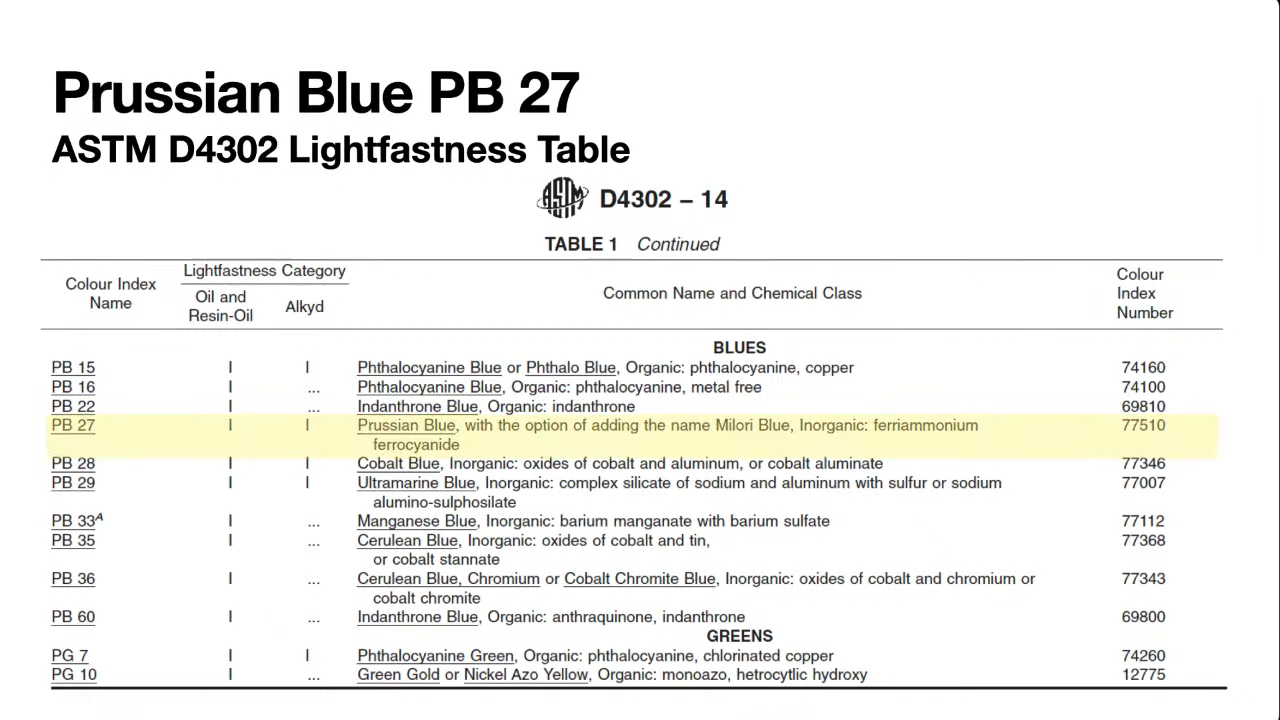 Prussian Blue PB 27
ASTM D4302 Lightfastness Table
ASTM D4302 – 14
TABLE 1 Continued
Colour Index Name
Lightfastness Category
Oil and Resin-Oil
Alkyd
Common Name and Chemical Class
Colour Index Number
BLUES
PB 15 I I Phthalocyanine Blue or Phthalo Blue, Organic: phthalocyanine, copper 74160
PB 16 I ... Phthalocyanine Blue, Organic: phthalocyanine, metal free 74100
PB 22 I ... Indanthrone Blue, Organic: indanthrone 69810
PB 27 I I Prussian Blue, with the option of adding the name Milori Blue, Inorganic: ferriammonium 77510
ferrocyanide
PB 28 I I Cobalt Blue, Inorganic: oxides of cobalt and aluminum, or cobalt aluminate 77346
PB 29 I I Ultramarine Blue, Inorganic: complex silicate of sodium and aluminum with sulfur or sodium 77007
alumino-sulphosilate
PB 33A I ... Manganese Blue, Inorganic: barium manganate with barium sulfate 77112
PB 35 I ... Cerulean Blue, Inorganic: oxides of cobalt and tin, 77368
or cobalt stannate
PB 36 I ... Cerulean Blue, Chromium or Cobalt Chromite Blue, Inorganic: oxides of cobalt and chromium or 77343
cobalt chromite
PB 60 I ... Indanthrone Blue, Organic: anthraquinone, indanthrone 69800
GREENS
PG 7 I I Phthalocyanine Green, Organic: phthalocyanine, chlorinated copper 74260
PG 10 I ... Green Gold or Nickel Azo Yellow, Organic: monoazo, hetrocytlic hydroxy 12775